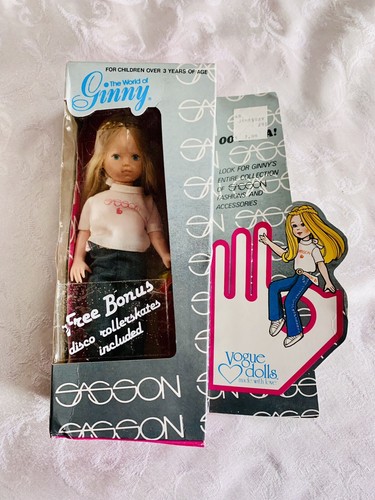 FOR CHILDREN OVER 3 YEARS OF AGE
The World of
Ginny
SASSON
Free Bonus
disco rollerskates
included
SASSON
SASSON
LOOK FOR GINNY'S
ENTIRE COLLECTION
OF SASSON
FASHIONS AND
ACCESSORIES
vogue
dolls
made with love